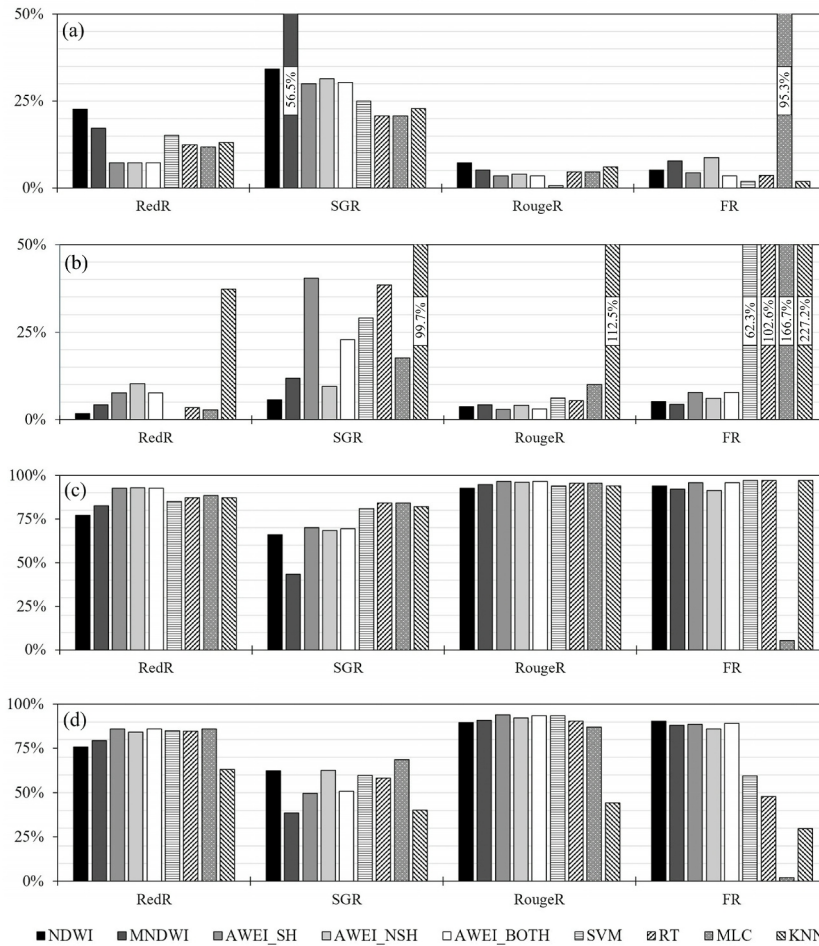 50%
(a)
56.5%
95.3%
25%
0%
RedR SGR RougeR FR
50%
(b)
99.7%
112.5%
62.3%
102.6%
166.7%
227.2%
25%
0%
RedR SGR RougeR FR
100%
(c)
75%
50%
25%
0%
RedR SGR RougeR FR
100%
(d)
75%
50%
25%
0%
RedR SGR RougeR FR
NDWI MNDWI AWEI_SH AWEI_NSH AWEI_BOTH SVM RT MLC KNN